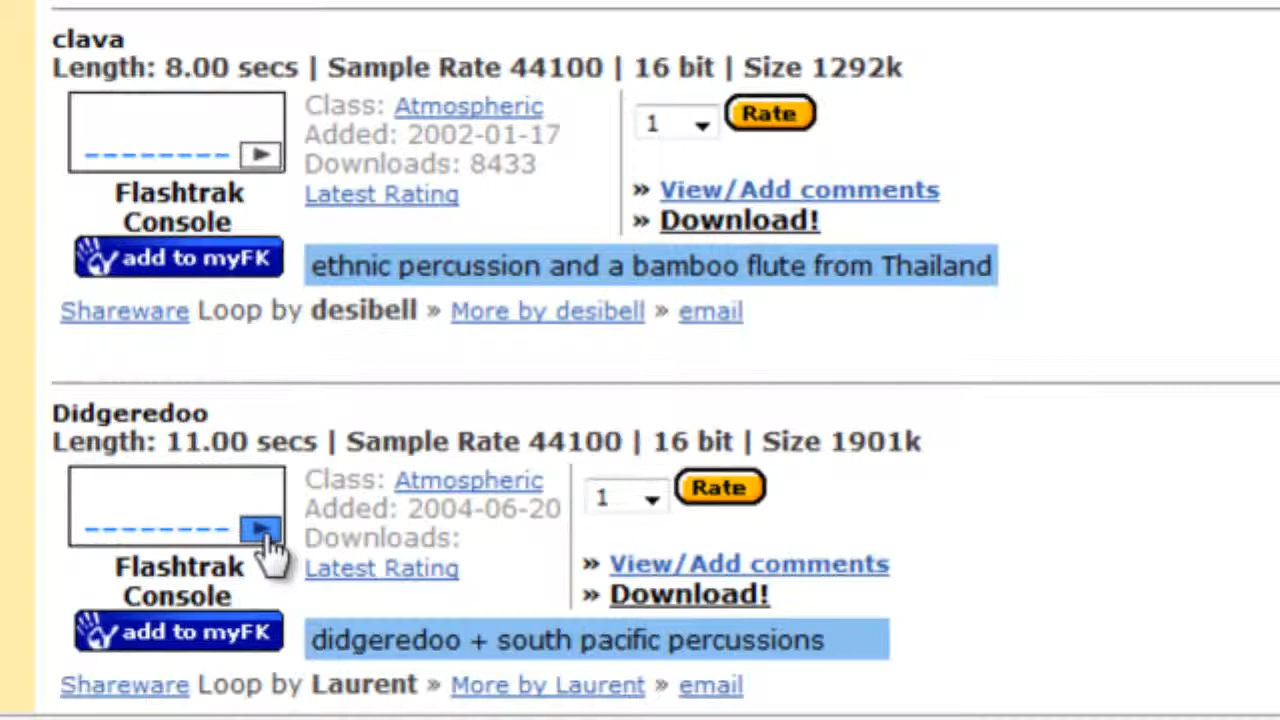 clava
Length: 8.00 secs | Sample Rate 44100 | 16 bit | Size 1292k
Class: Atmospheric
Added: 2002-01-17
Downloads: 8433
Latest Rating
Flashtrak
Console
add to myFK
1
Rate
» View/Add comments
» Download!
ethnic percussion and a bamboo flute from Thailand
Shareware Loop by desibell » More by desibell » email
Didgeredoo
Length: 11.00 secs | Sample Rate 44100 | 16 bit | Size 1901k
Class: Atmospheric
Added: 2004-06-20
Downloads:
Latest Rating
Flashtrak
Console
add to myFK
1
Rate
» View/Add comments
» Download!
didgeredoo + south pacific percussions
Shareware Loop by Laurent » More by Laurent » email